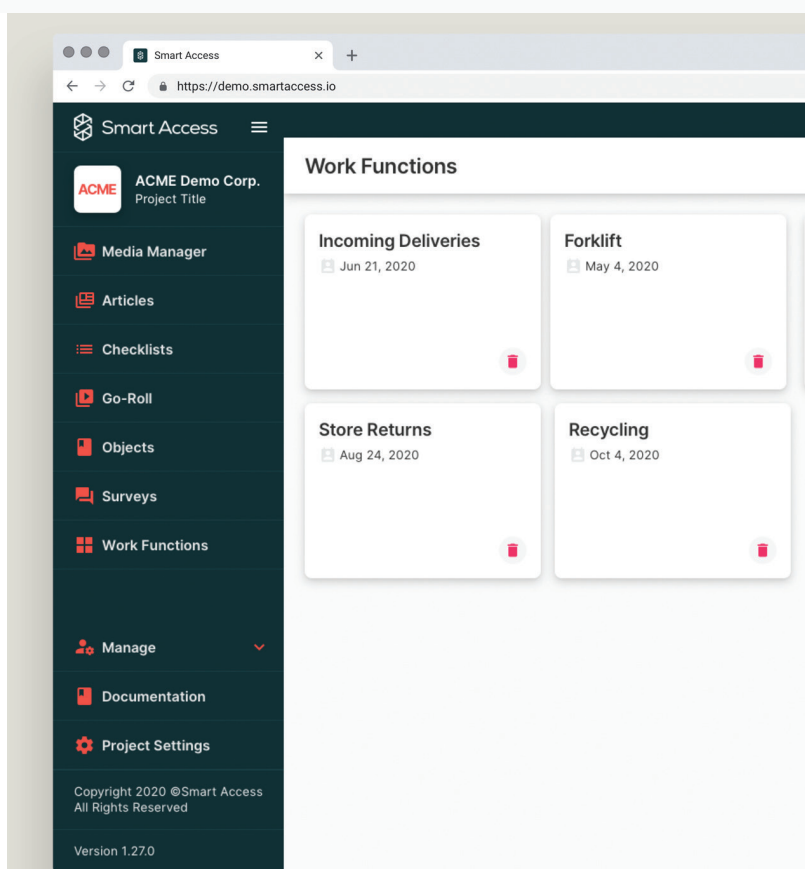 Smart Access
https://demo.smartaccess.io
Smart Access
ACME
ACME Demo Corp.
Project Title
Media Manager
Articles
Checklists
Go-Roll
Objects
Surveys
Work Functions
Manage
Documentation
Project Settings
Copyright 2020 ©Smart Access
All Rights Reserved
Version 1.27.0
Work Functions
Incoming Deliveries
Jun 21, 2020
Forklift
May 4, 2020
Store Returns
Aug 24, 2020
Recycling
Oct 4, 2020